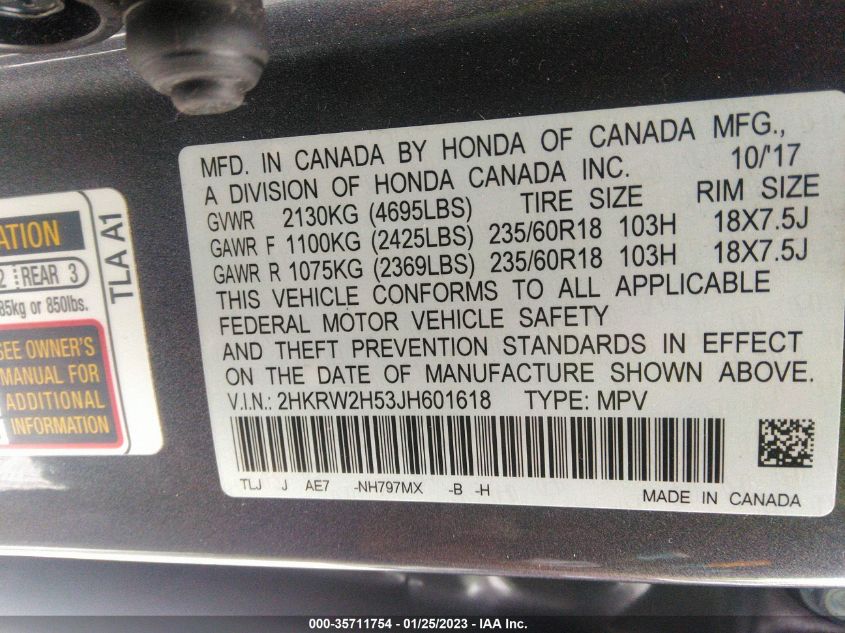 MFD. IN CANADA BY HONDA OF CANADA MFG.,
A DIVISION OF HONDA CANADA INC. 10/'17
GVWR 2130KG (4695LBS) TIRE SIZE RIM SIZE
GAWR F 1100KG (2425LBS) 235/60R18 103H 18X7.5J
GAWR R 1075KG (2369LBS) 235/60R18 103H 18X7.5J
THIS VEHICLE CONFORMS TO ALL APPLICABLE
FEDERAL MOTOR VEHICLE SAFETY
AND THEFT PREVENTION STANDARDS IN EFFECT
ON THE DATE OF MANUFACTURE SHOWN ABOVE.
V.I.N.: 2HKRW2H53JH601618 TYPE: MPV
TLJ J AE7 -NH797MX -B -H
MADE IN CANADA
ATION
2 REAR 3
85kg or 850lbs.
SEE OWNER'S
MANUAL FOR
ADDITIONAL
INFORMATION
TLA A1
000-35711754 - 01/25/2023 - IAA Inc.